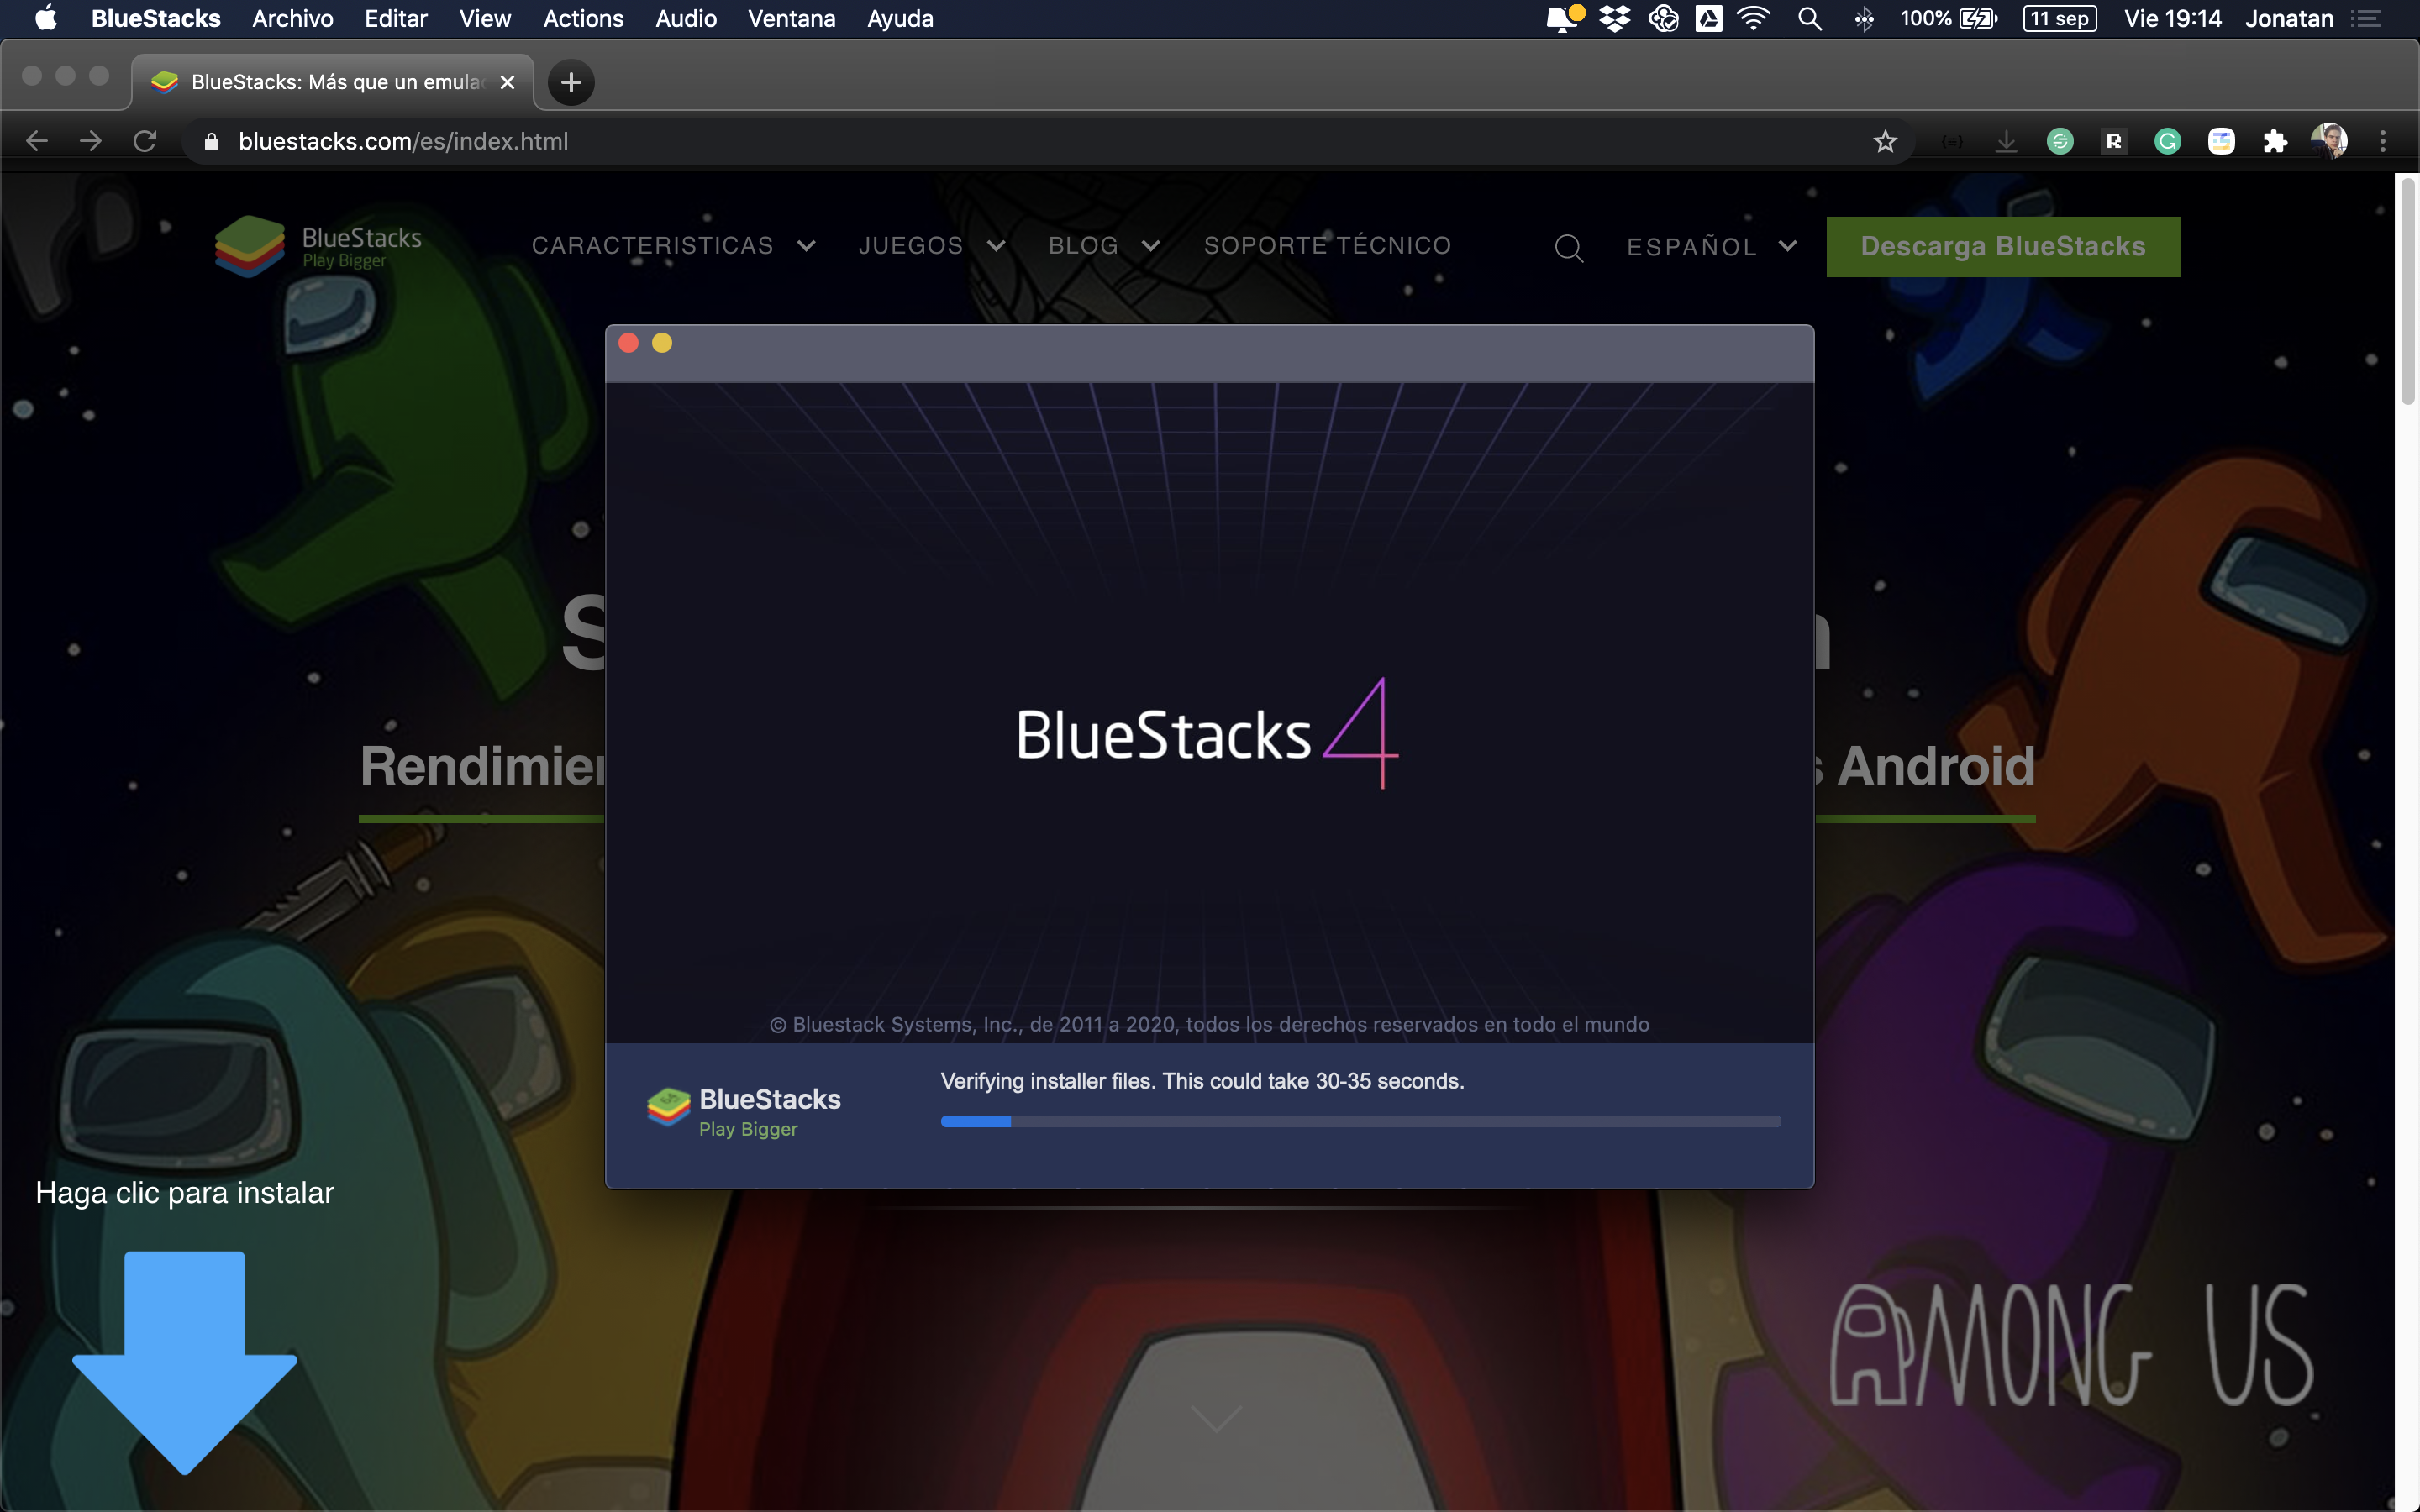 BlueStacks Archivo Editar View Actions Audio Ventana Ayuda 100% 11 sep Vie 19:14 Jonatan
BlueStacks: Más que un emula
bluestacks.com/es/index.html
BlueStacks
Play Bigger
CARACTERISTICAS JUEGOS BLOG SOPORTE TÉCNICO ESPAÑOL Descarga BlueStacks
Android
BlueStacks 4
© Bluestack Systems, Inc., de 2011 a 2020, todos los derechos reservados en todo el mundo
BlueStacks
Play Bigger
Verifying installer files. This could take 30-35 seconds.
Haga clic para instalar
AMONG US